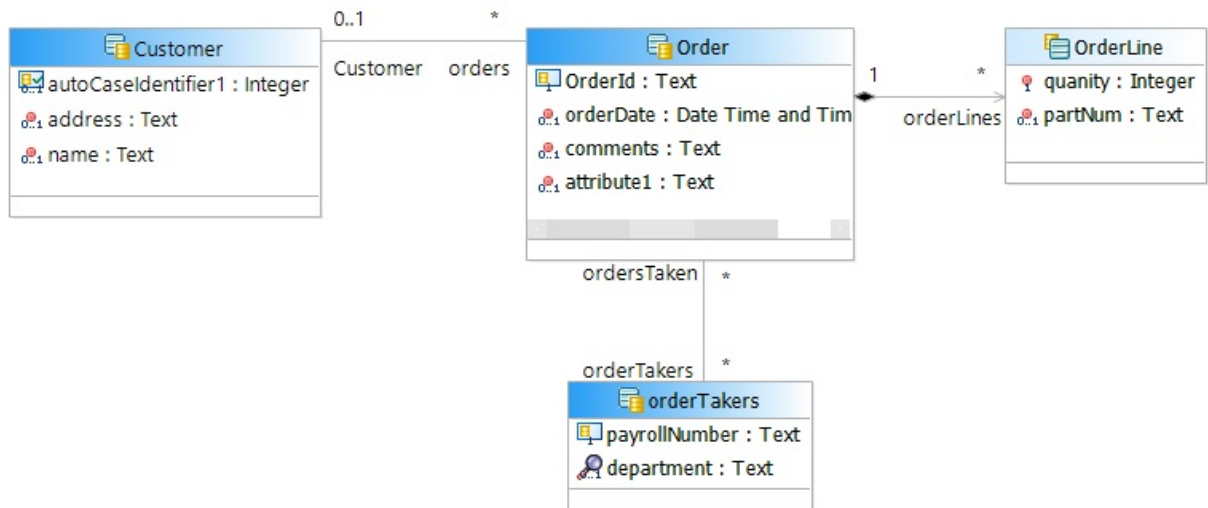 0..1 *
Customer
Order
OrderLine
Customer orders
autoCaseIdentifier1 : Integer
address : Text
name : Text
OrderId : Text
orderDate : Date Time and Tim
comments : Text
attribute1 : Text
1 *
orderLines
quanity : Integer
partNum : Text
ordersTaken *
orderTakers *
orderTakers
payrollNumber : Text
department : Text